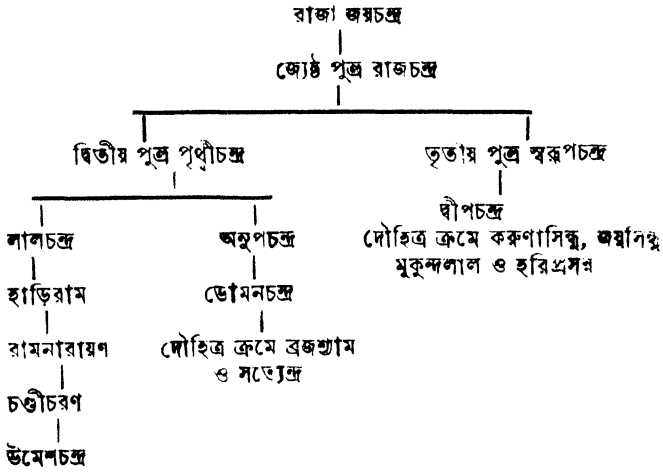 রাজা জয়চন্দ্র
জ্যেষ্ঠ পুত্র রাজচন্দ্র
দ্বিতীয় পুত্র পৃথ্বীচন্দ্র
তৃতীয় পুত্র স্বরূপচন্দ্র
লালচন্দ্র
অনুপচন্দ্র
দ্বীপচন্দ্র
দৌহিত্র ক্রমে করুণাসিন্ধু, জয়সিন্ধু
মুকুন্দলাল ও হরিপ্রসন্ন
হাড়িরাম
ডোমনচন্দ্র
রামনারায়ণ
দৌহিত্র ক্রমে ব্রজশ্যাম
ও সত্যেন্দ্র
চণ্ডীচরণ
উমেশচন্দ্র